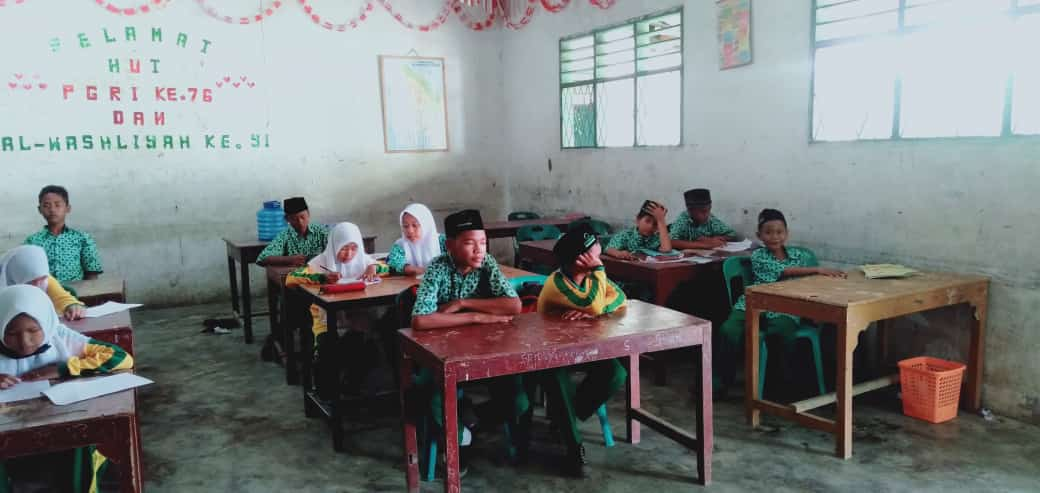 SELAMAT
HUT
PGRI KE.76
DAN
AL-WASHLIYAH KE.91